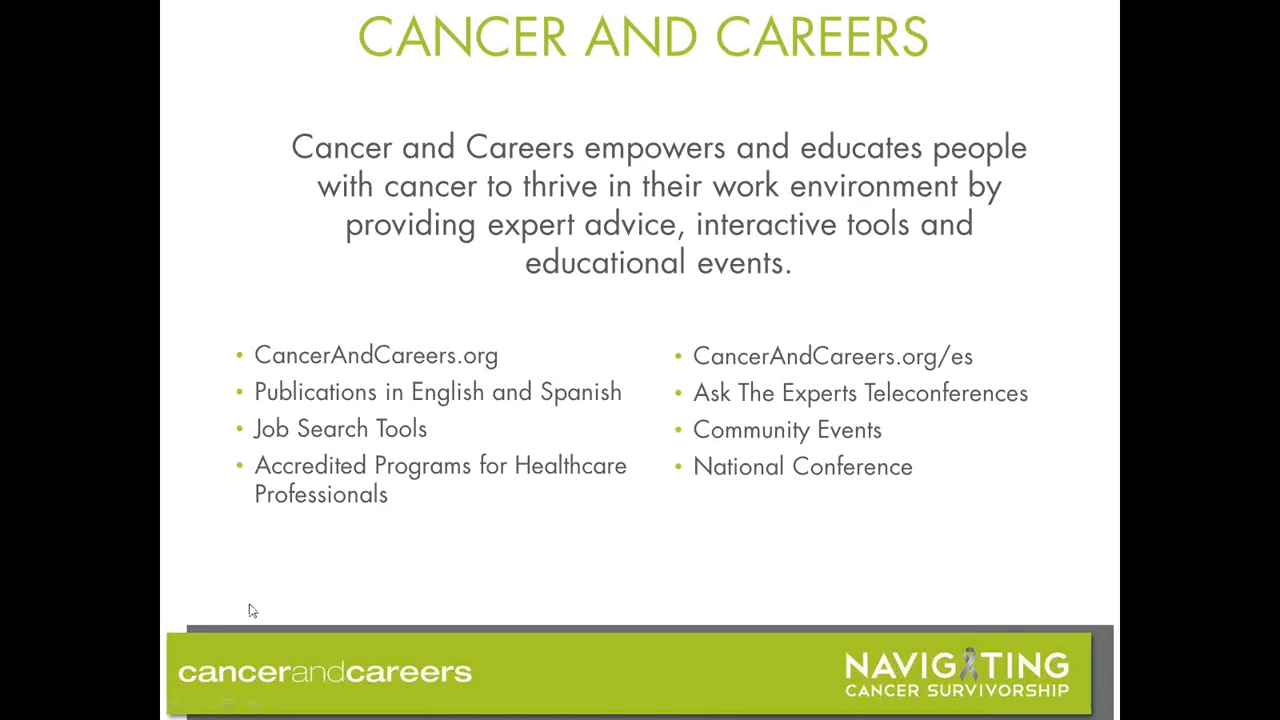 CANCER AND CAREERS
Cancer and Careers empowers and educates people
with cancer to thrive in their work environment by
providing expert advice, interactive tools and
educational events.
• CancerAndCareers.org
• Publications in English and Spanish
• Job Search Tools
• Accredited Programs for Healthcare
Professionals
• CancerAndCareers.org/es
• Ask The Experts Teleconferences
• Community Events
• National Conference
cancerandcareers
NAVIGATING
CANCER SURVIVORSHIP